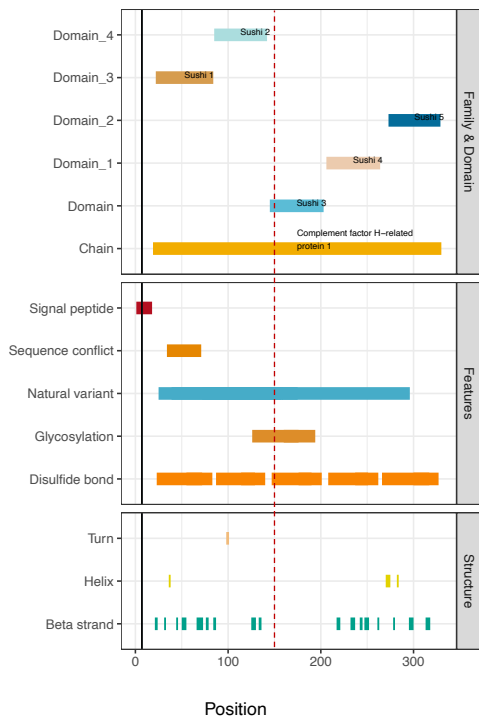 Domain_4
Sushi 2
Domain_3
Sushi 1
Domain_2
Sushi 5
Domain_1
Sushi 4
Domain
Sushi 3
Chain
Complement factor H-related
protein 1
Family & Domain
Signal peptide
Sequence conflict
Natural variant
Glycosylation
Disulfide bond
Features
Turn
Helix
Beta strand
Structure
0 100 200 300
Position